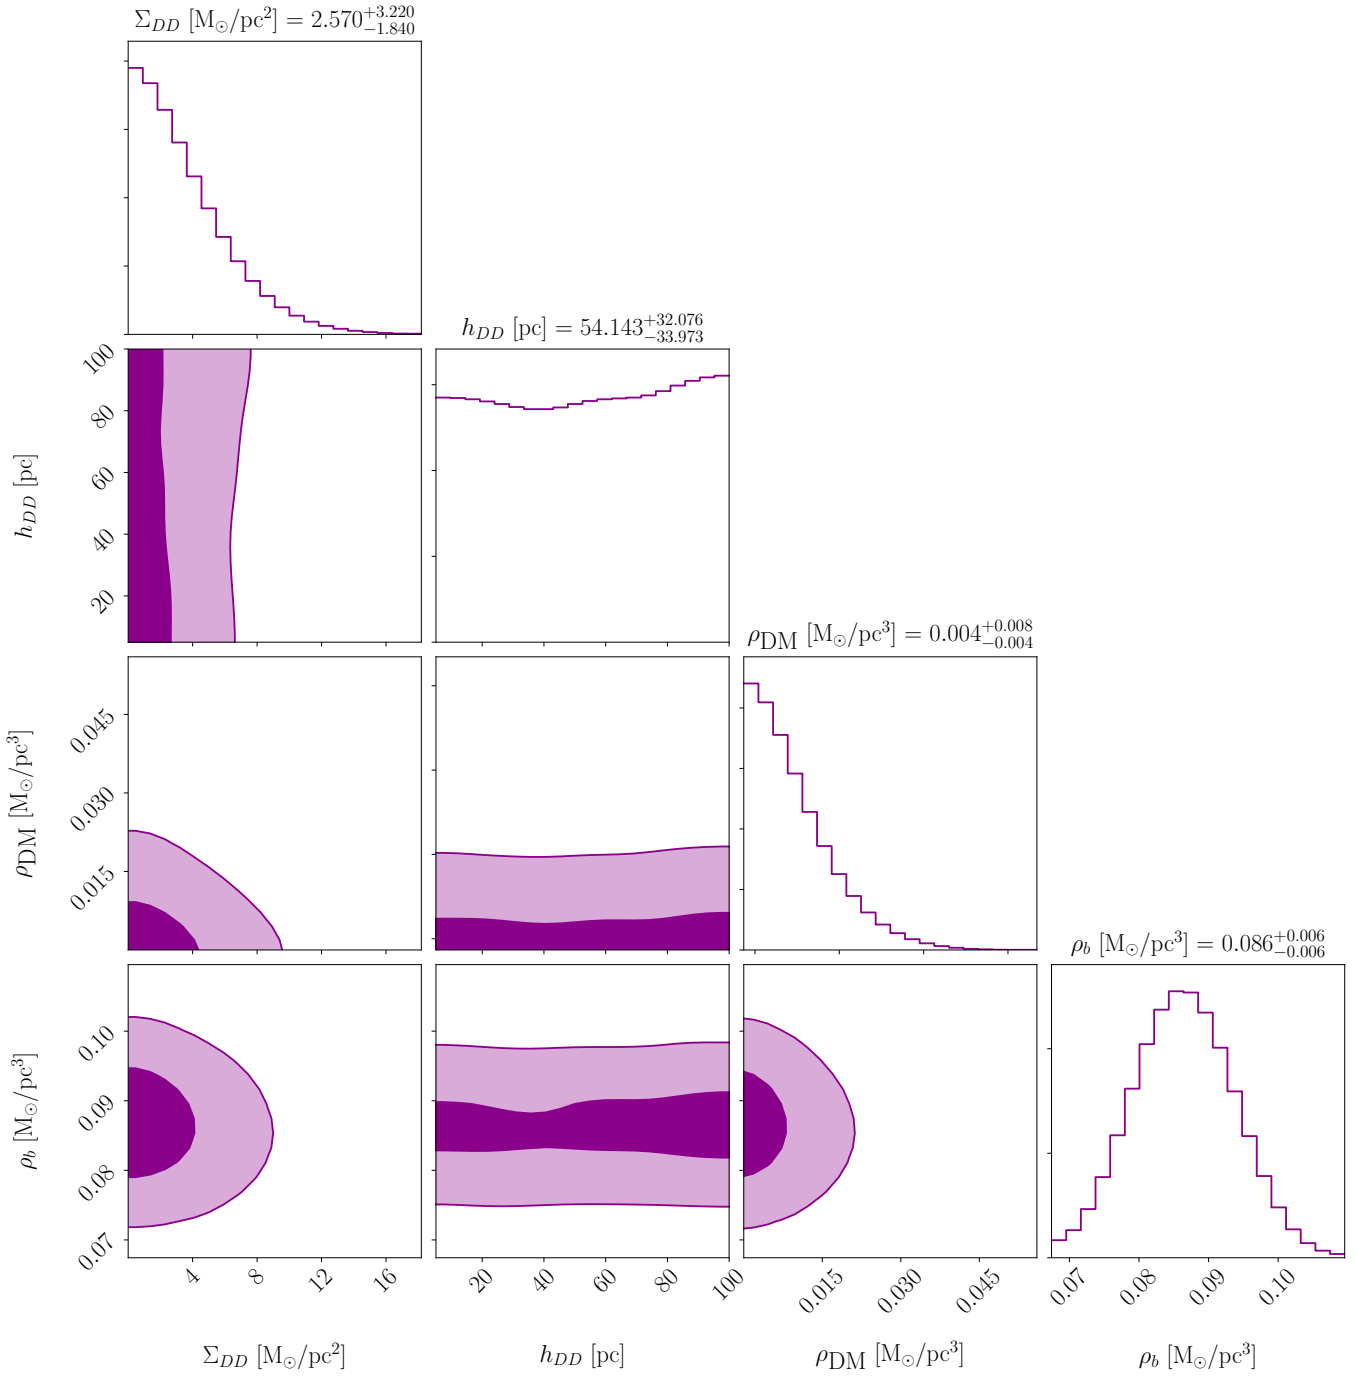 Σ_DD [M_⊙/pc²] = 2.570^{+3.220}_{−1.840}
h_DD [pc] = 54.143^{+32.076}_{−33.973}
100
80
60
40
20
h_DD [pc]
ρ_DM [M_⊙/pc³] = 0.004^{+0.008}_{−0.004}
0.045
0.030
0.015
ρ_DM [M_⊙/pc³]
ρ_b [M_⊙/pc³] = 0.086^{+0.006}_{−0.006}
0.10
0.09
0.08
0.07
ρ_b [M_⊙/pc³]
4 8 12 16 20 40 60 80 100 0.015 0.030 0.045 0.07 0.08 0.09 0.10
Σ_DD [M_⊙/pc²] h_DD [pc] ρ_DM [M_⊙/pc³] ρ_b [M_⊙/pc³]